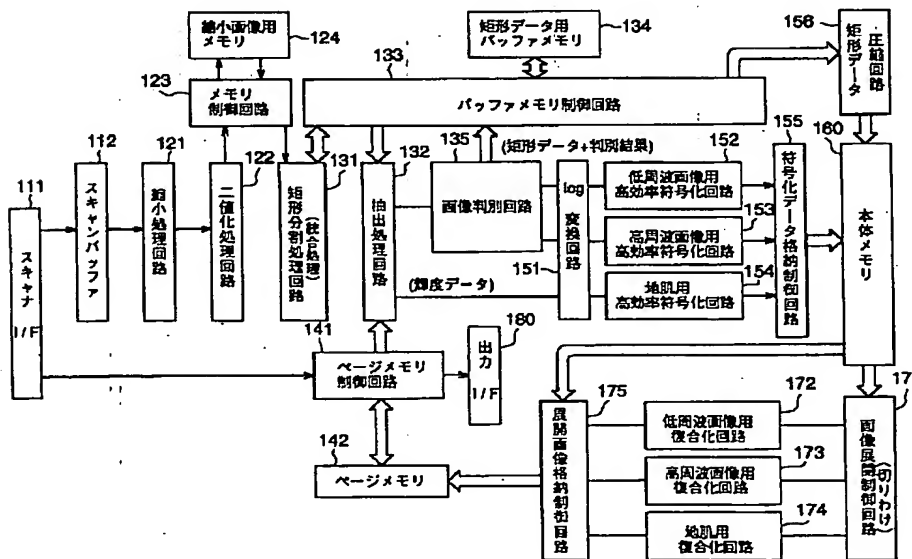 縮小画像用
メモリ
124
矩形データ用
バッファメモリ
134
156
矩形データ
圧縮回路
123
メモリ
制御回路
133
バッファメモリ制御回路
160
111
スキャナ
I/F
112
スキャンバッファ
121
縮小処理回路
122
二値化処理回路
131
矩形分割処理回路
(統合処理)
132
抽出処理回路
135
画像判別回路
(矩形データ+判別結果)
(輝度データ)
151
log
変換回路
152
低周波画像用
高効率符号化回路
153
高周波画像用
高効率符号化回路
154
地肌用
高効率符号化回路
155
符号化データ格納制御回路
本体メモリ
141
ページメモリ
制御回路
180
出力
I/F
142
ページメモリ
175
展開画像格納制御回路
172
低周波画像用
復合化回路
173
高周波画像用
復合化回路
174
地肌用
復合化回路
17
画像展開制御回路
(切りわけ)